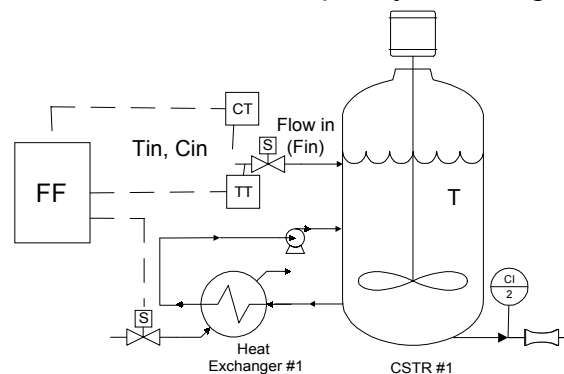 CT
Flow in
(Fin)
Tin, Cin
S
TT
FF
T
CI
2
S
Heat
Exchanger #1
CSTR #1